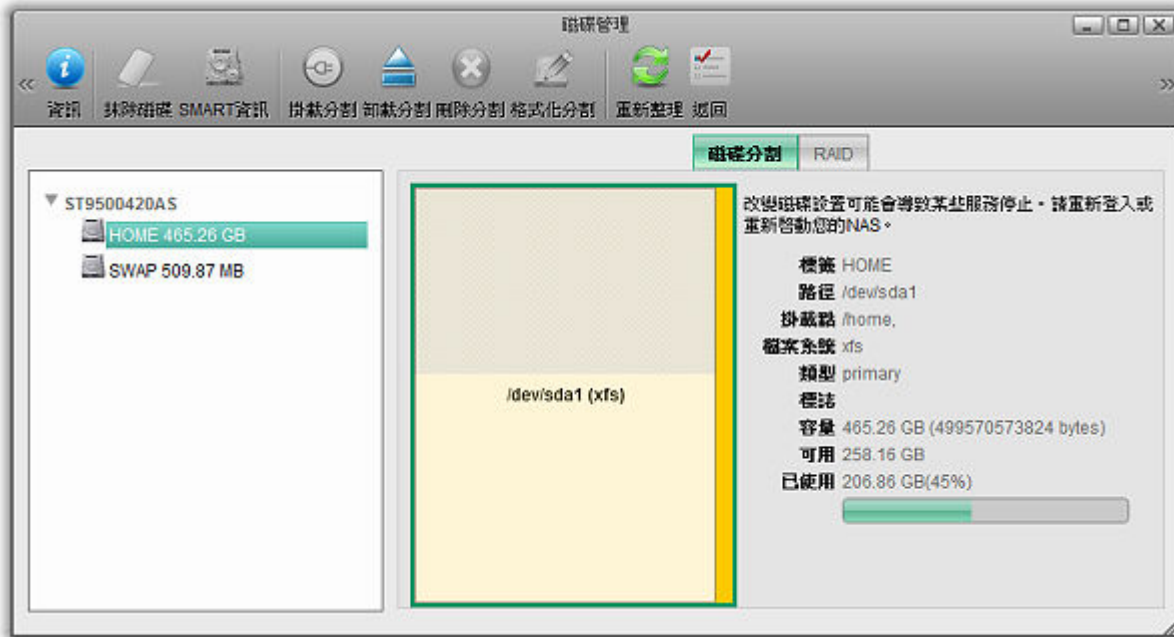 磁碟管理
«
資訊
抹除磁碟
SMART資訊
掛載分割
卸載分割
刪除分割
格式化分割
重新整理
返回
»
磁碟分割
RAID
ST9500420AS
HOME 465.26 GB
SWAP 509.87 MB
/dev/sda1 (xfs)
改變磁碟設置可能會導致某些服務停止。請重新登入或
重新啓動您的NAS。
標籤 HOME
路徑 /dev/sda1
掛載點 /home,
檔案系統 xfs
類型 primary
標誌
容量 465.26 GB (499570573824 bytes)
可用 258.16 GB
已使用 206.86 GB(45%)